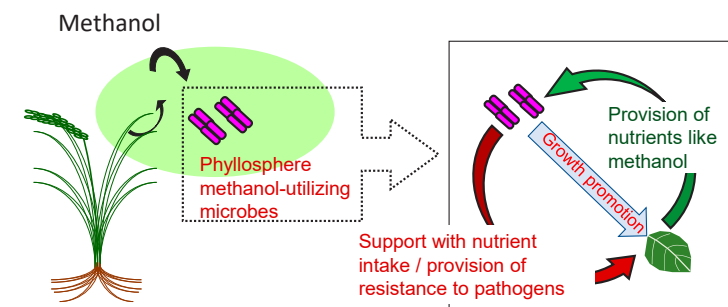 Methanol
Phyllosphere
methanol-utilizing
microbes
Provision of
nutrients like
methanol
Growth promotion
Support with nutrient
intake / provision of
resistance to pathogens